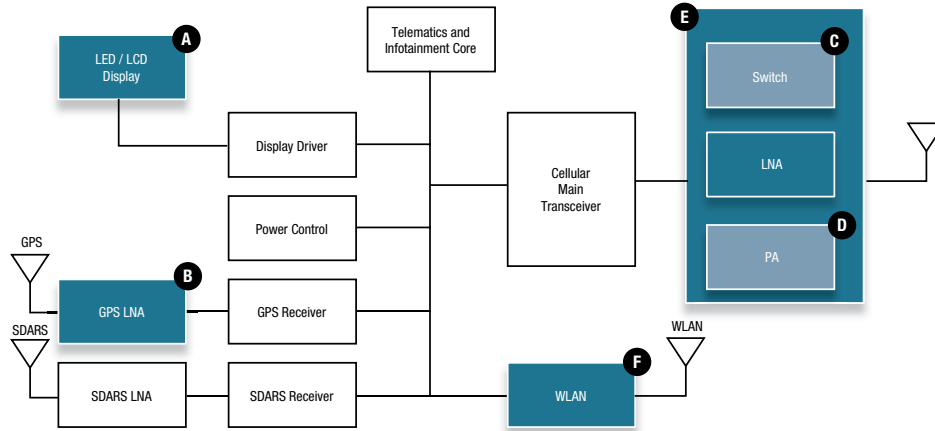 A
LED / LCD
Display
Telematics and
Infotainment Core
E
C
Switch
Display Driver
Cellular
Main
Transceiver
LNA
Power Control
D
PA
GPS
B
GPS LNA
GPS Receiver
SDARS
WLAN
SDARS LNA
SDARS Receiver
F
WLAN